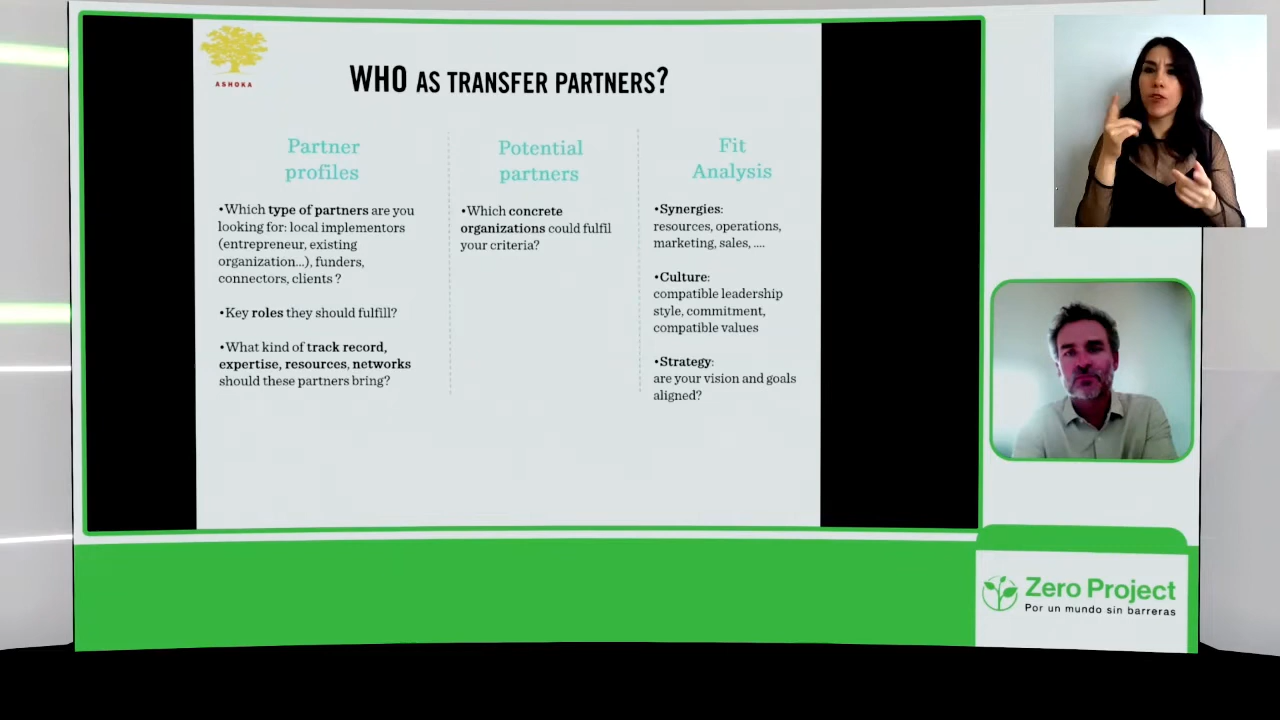 ASHOKA
WHO AS TRANSFER PARTNERS?
Partner
profiles
•Which type of partners are you
looking for: local implementors
(entrepreneur, existing
organization...), funders,
connectors, clients ?
•Key roles they should fulfill?
•What kind of track record,
expertise, resources, networks
should these partners bring?
Potential
partners
•Which concrete
organizations could fulfil
your criteria?
Fit
Analysis
•Synergies:
resources, operations,
marketing, sales, ....
•Culture:
compatible leadership
style, commitment,
compatible values
•Strategy:
are your vision and goals
aligned?
Zero Project
Por un mundo sin barreras